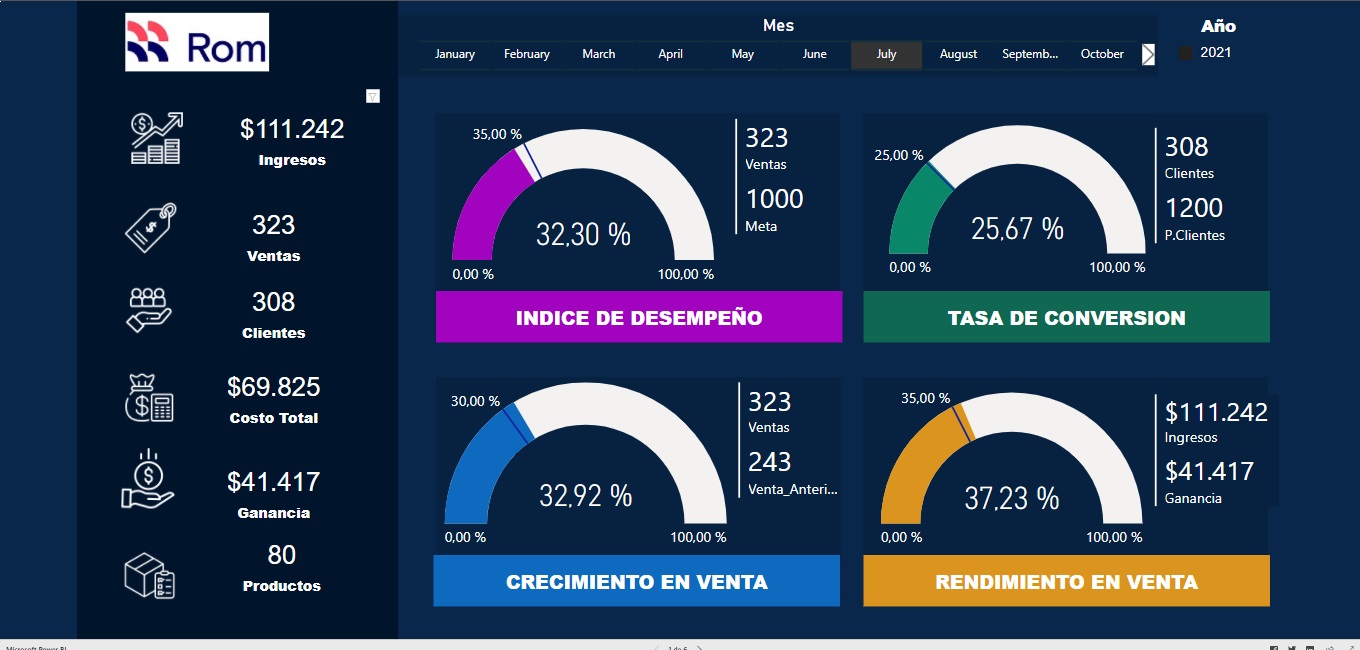 Rom
Mes
Año
January February March April May June July August Septemb... October
2021
$111.242
Ingresos
323
Ventas
308
Clientes
$69.825
Costo Total
$41.417
Ganancia
80
Productos
35,00 %
32,30 %
0,00 %
100,00 %
323
Ventas
1000
Meta
INDICE DE DESEMPEÑO
25,00 %
25,67 %
0,00 %
100,00 %
308
Clientes
1200
P.Clientes
TASA DE CONVERSION
30,00 %
32,92 %
0,00 %
100,00 %
323
Ventas
243
Venta_Anteri...
CRECIMIENTO EN VENTA
35,00 %
37,23 %
0,00 %
100,00 %
$111.242
Ingresos
$41.417
Ganancia
RENDIMIENTO EN VENTA
Microsoft Power BI
1 de 6